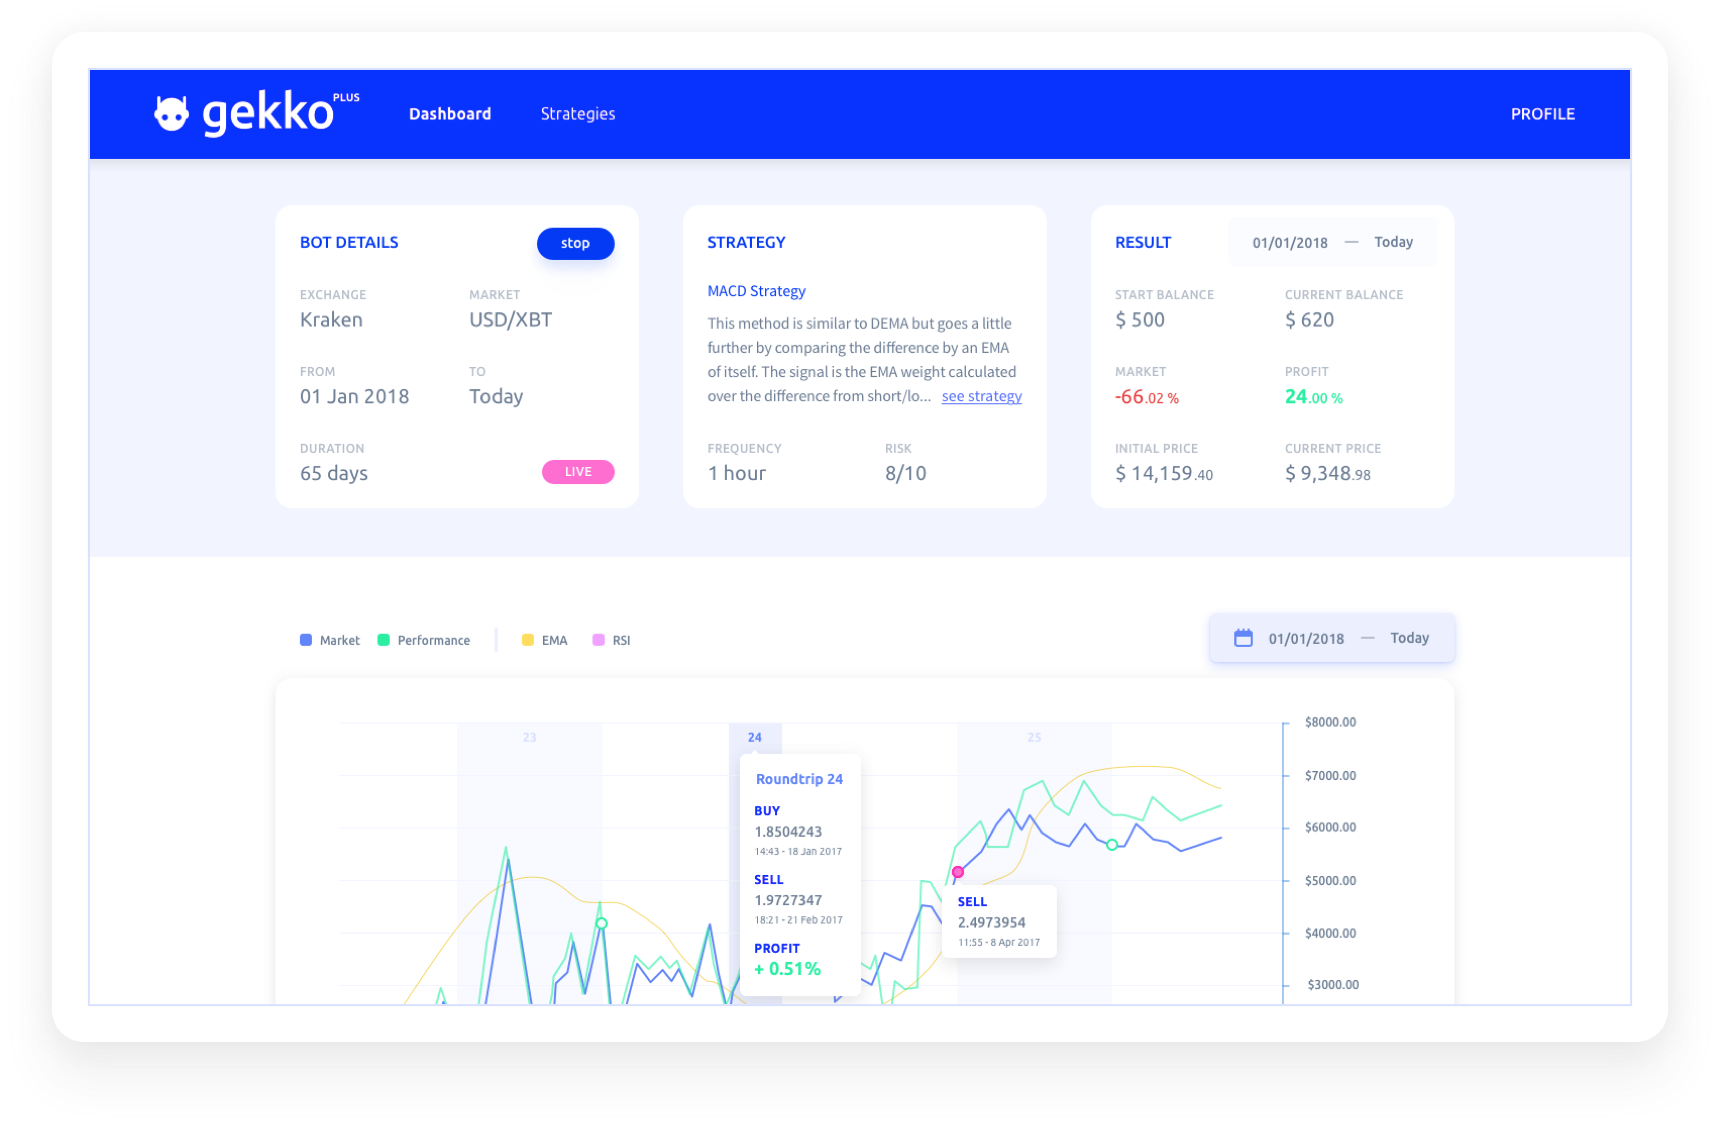 gekko PLUS
Dashboard
Strategies
PROFILE
BOT DETAILS
stop
EXCHANGE
Kraken
MARKET
USD/XBT
FROM
01 Jan 2018
TO
Today
DURATION
65 days
LIVE
STRATEGY
MACD Strategy
This method is similar to DEMA but goes a little
further by comparing the difference by an EMA
of itself. The signal is the EMA weight calculated
over the difference from short/lo... see strategy
FREQUENCY
1 hour
RISK
8/10
RESULT
01/01/2018 — Today
START BALANCE
$ 500
CURRENT BALANCE
$ 620
MARKET
-66.02 %
PROFIT
24.00 %
INITIAL PRICE
$ 14,159.40
CURRENT PRICE
$ 9,348.98
Market
Performance
EMA
RSI
01/01/2018 — Today
23
24
25
Roundtrip 24
BUY
1.8504243
14:43 - 18 Jan 2017
SELL
1.9727347
18:21 - 21 Feb 2017
PROFIT
+ 0.51%
SELL
2.4973954
11:55 - 8 Apr 2017
$8000.00
$7000.00
$6000.00
$5000.00
$4000.00
$3000.00